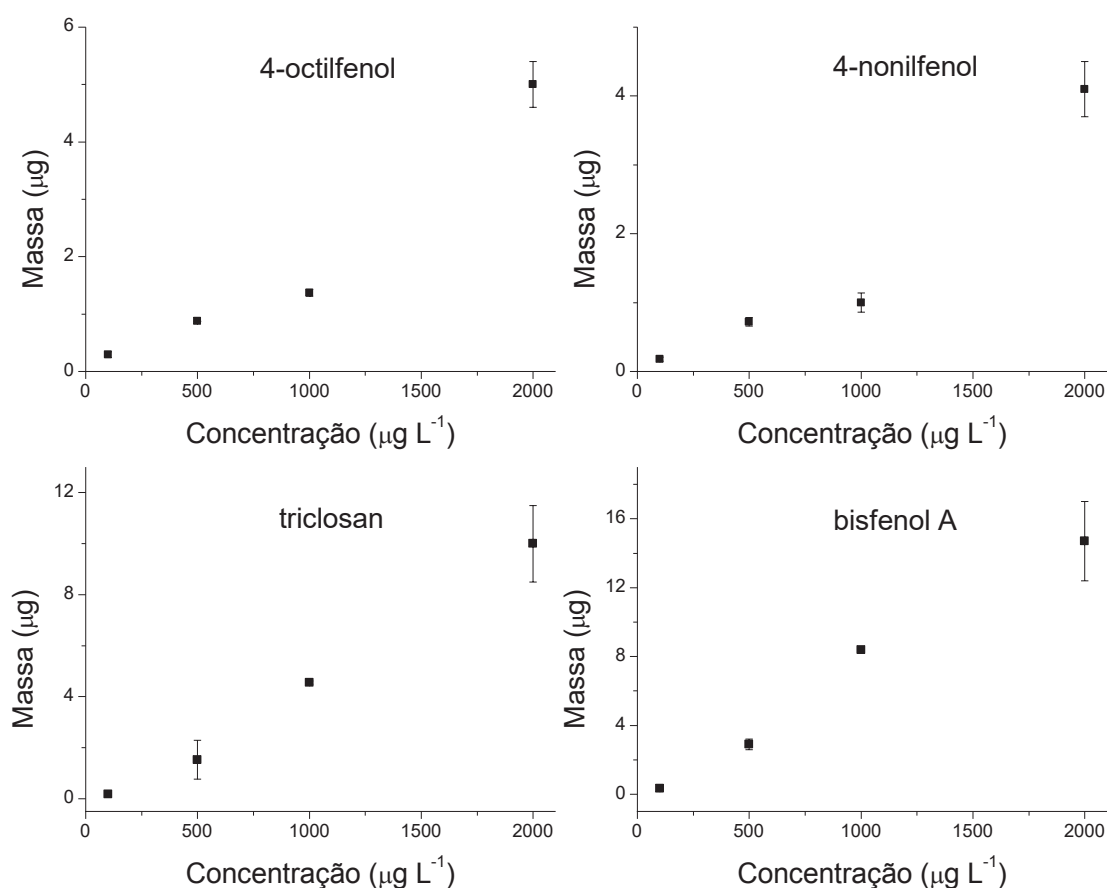 4-octilfenol
Massa (μg)
6
4
2
0
0 500 1000 1500 2000
Concentração (μg L⁻¹)
4-nonilfenol
Massa (μg)
4
2
0
0 500 1000 1500 2000
Concentração (μg L⁻¹)
triclosan
Massa (μg)
12
8
4
0
0 500 1000 1500 2000
Concentração (μg L⁻¹)
bisfenol A
Massa (μg)
16
12
8
4
0
0 500 1000 1500 2000
Concentração (μg L⁻¹)